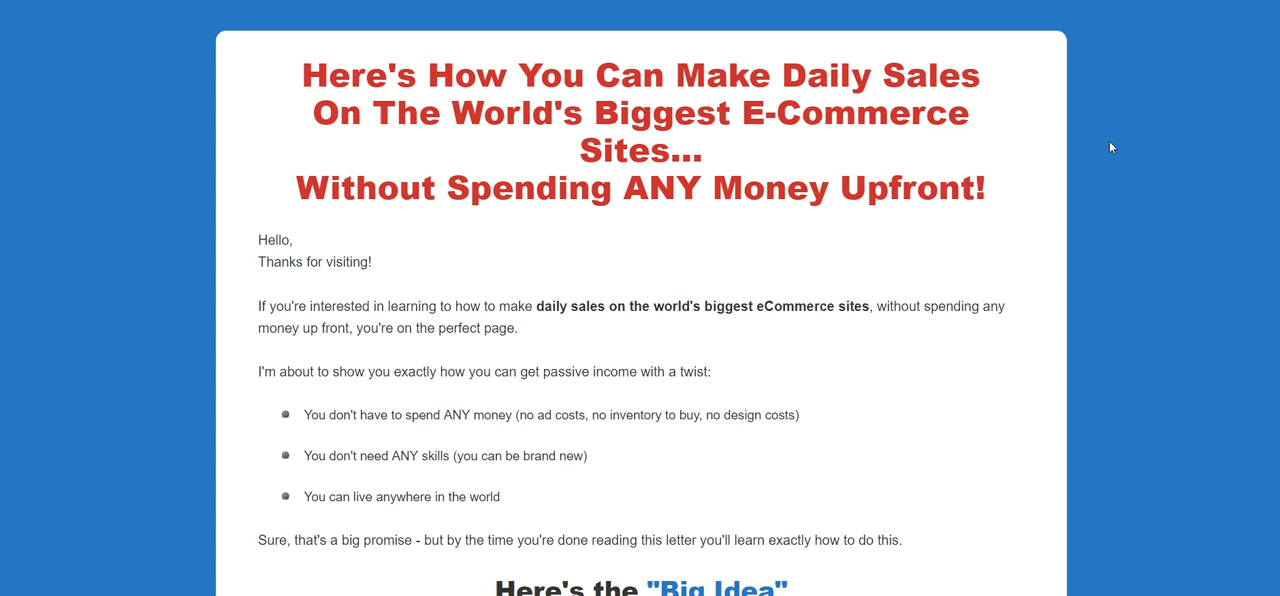 Here's How You Can Make Daily Sales
On The World's Biggest E-Commerce
Sites...
Without Spending ANY Money Upfront!
Hello,
Thanks for visiting!
If you're interested in learning to how to make daily sales on the world's biggest eCommerce sites, without spending any
money up front, you're on the perfect page.
I'm about to show you exactly how you can get passive income with a twist:
You don't have to spend ANY money (no ad costs, no inventory to buy, no design costs)
You don't need ANY skills (you can be brand new)
You can live anywhere in the world
Sure, that's a big promise - but by the time you're done reading this letter you'll learn exactly how to do this.
Here's the "Big Idea"